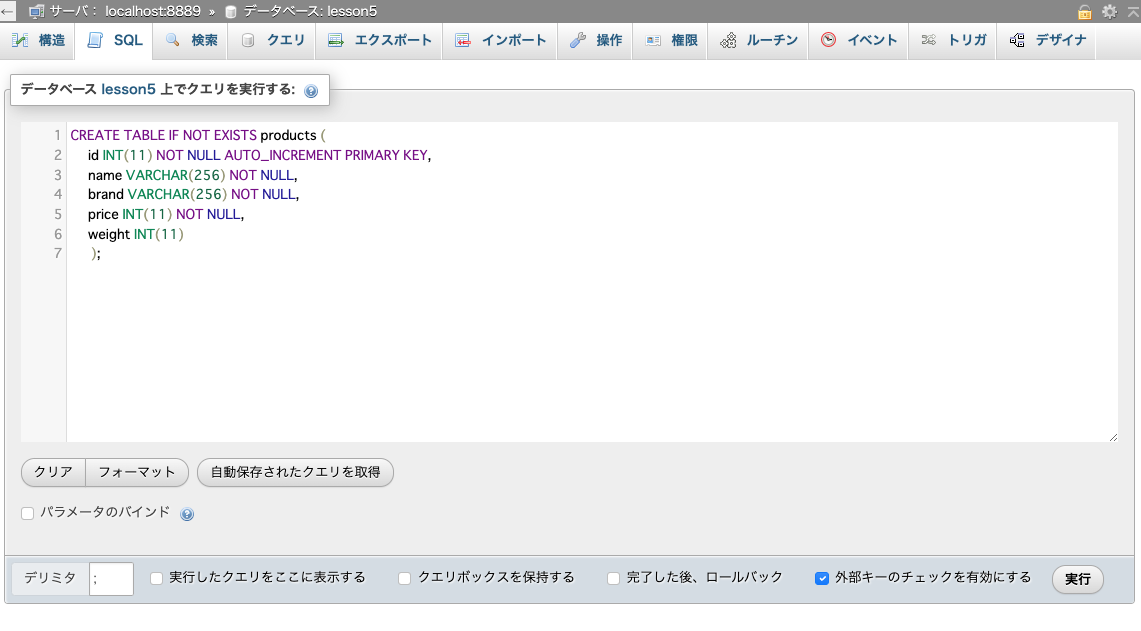 サーバ： localhost:8889 » データベース: lesson5
構造 SQL 検索 クエリ エクスポート インポート 操作 権限 ルーチン イベント トリガ デザイナ
データベース lesson5 上でクエリを実行する:
1 CREATE TABLE IF NOT EXISTS products (
2 id INT(11) NOT NULL AUTO_INCREMENT PRIMARY KEY,
3 name VARCHAR(256) NOT NULL,
4 brand VARCHAR(256) NOT NULL,
5 price INT(11) NOT NULL,
6 weight INT(11)
7 );
クリア フォーマット 自動保存されたクエリを取得
パラメータのバインド
デリミタ ; 実行したクエリをここに表示する クエリボックスを保持する 完了した後、ロールバック 外部キーのチェックを有効にする 実行